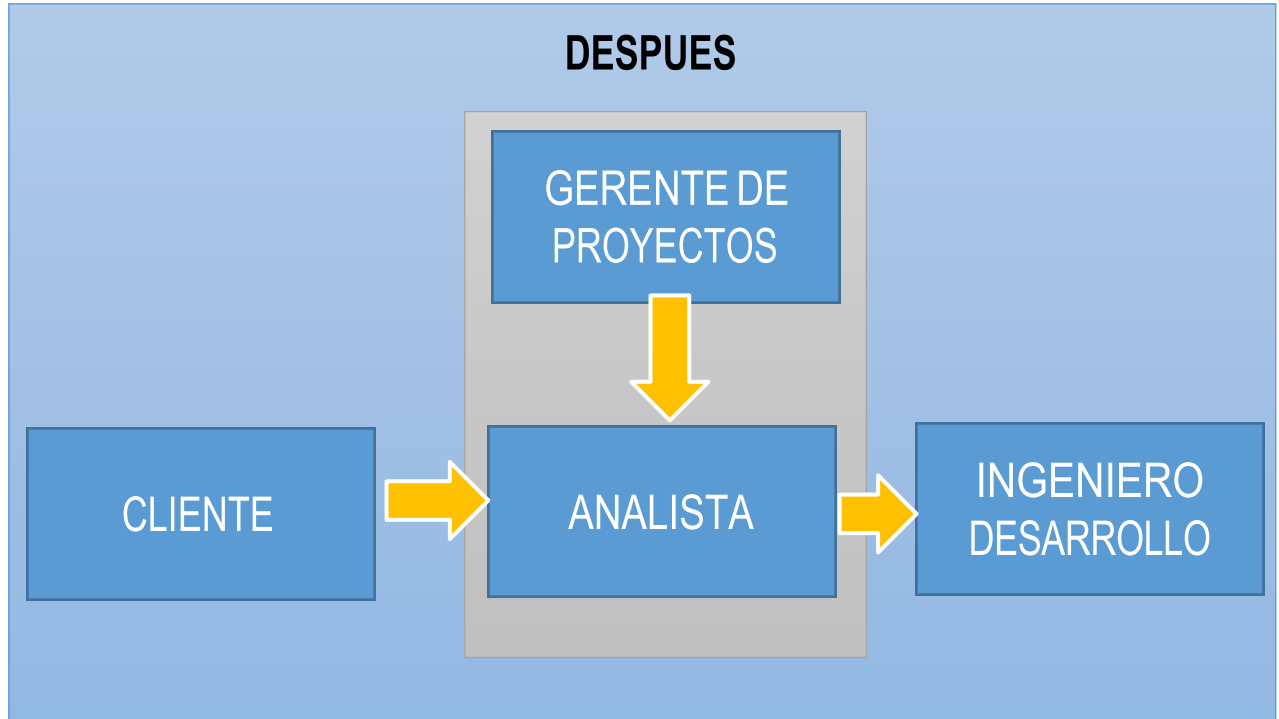 DESPUES
GERENTE DE
PROYECTOS
CLIENTE
ANALISTA
INGENIERO
DESARROLLO